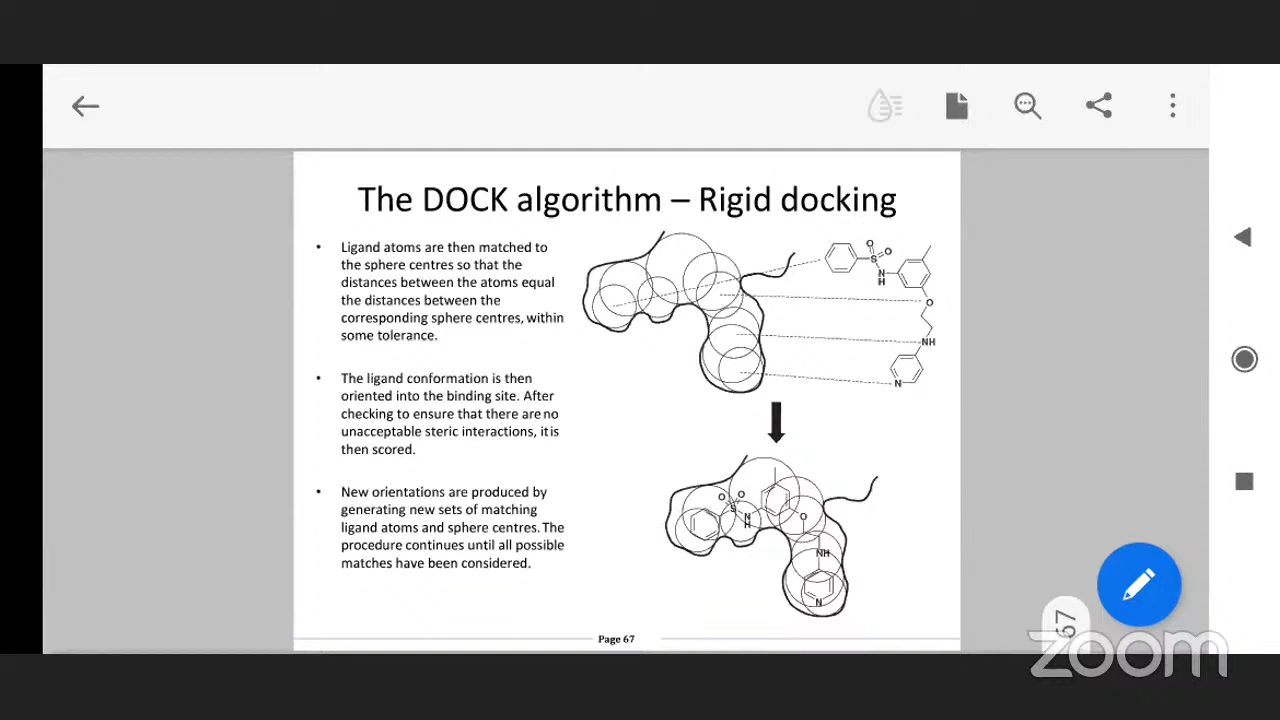 The DOCK algorithm – Rigid docking
• Ligand atoms are then matched to
the sphere centres so that the
distances between the atoms equal
the distances between the
corresponding sphere centres, within
some tolerance.
• The ligand conformation is then
oriented into the binding site. After
checking to ensure that there are no
unacceptable steric interactions, it is
then scored.
• New orientations are produced by
generating new sets of matching
ligand atoms and sphere centres. The
procedure continues until all possible
matches have been considered.
O
O
S
N
H
O
NH
N
O
O
S
N
H
O
NH
N
Page 67
67
zoom